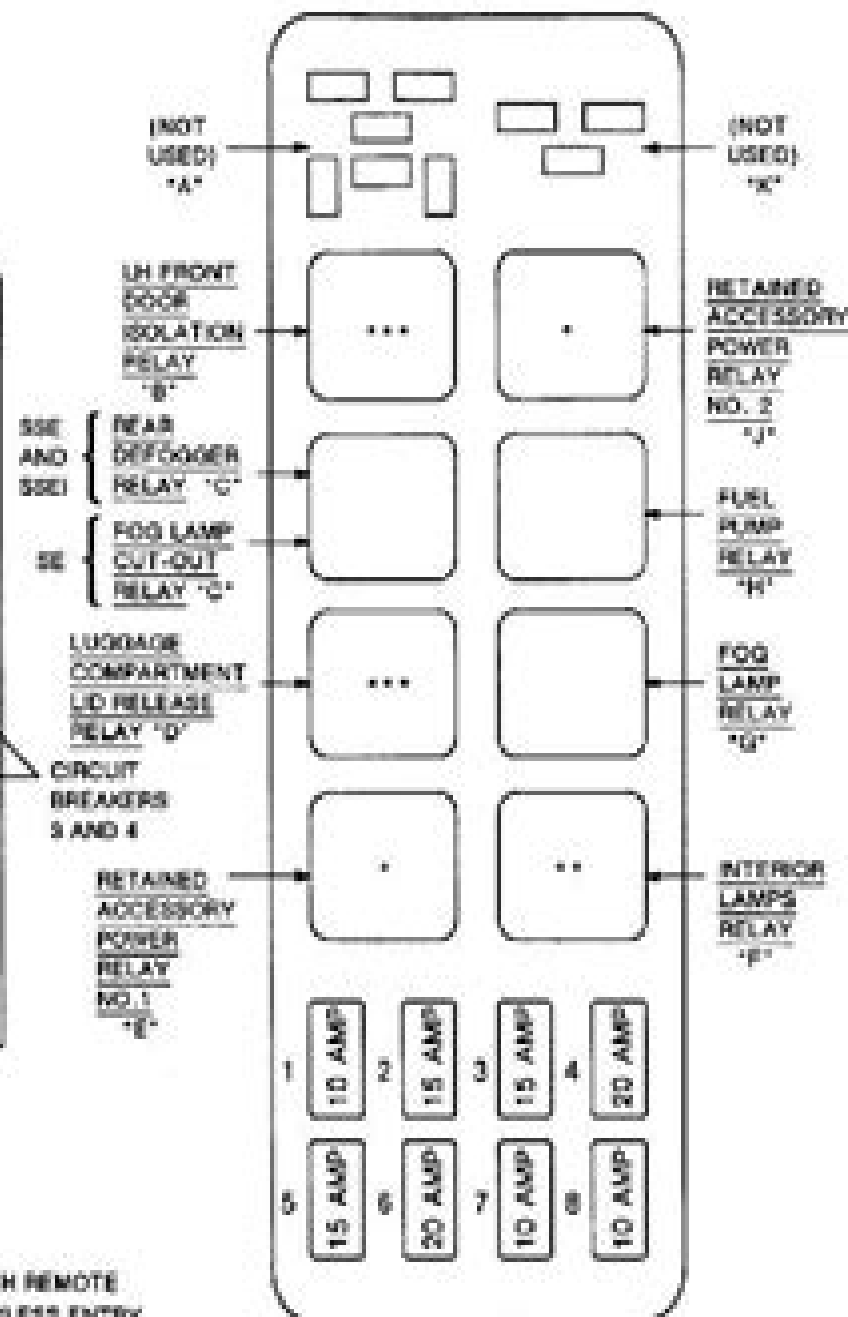 (NOT
USED)
"A"
(NOT
USED)
"K"
LH FRONT
DOOR
ISOLATION
RELAY
"B"
RETAINED
ACCESSORY
POWER
RELAY
NO. 2
"J"
SSE
AND
SSEI
REAR
DEFOGGER
RELAY "C"
SE
FOG LAMP
CUT-OUT
RELAY "C"
FUEL
PUMP
RELAY
"H"
LUGGAGE
COMPARTMENT
LID RELEASE
RELAY "D"
FOG
LAMP
RELAY
"G"
CIRCUIT
BREAKERS
3 AND 4
RETAINED
ACCESSORY
POWER
RELAY
NO.1
"E"
INTERIOR
LAMPS
RELAY
"F"
1 10 AMP 2 15 AMP 3 15 AMP 4 20 AMP
5 15 AMP 6 20 AMP 7 10 AMP 8 10 AMP
REMOTE
ENTRY